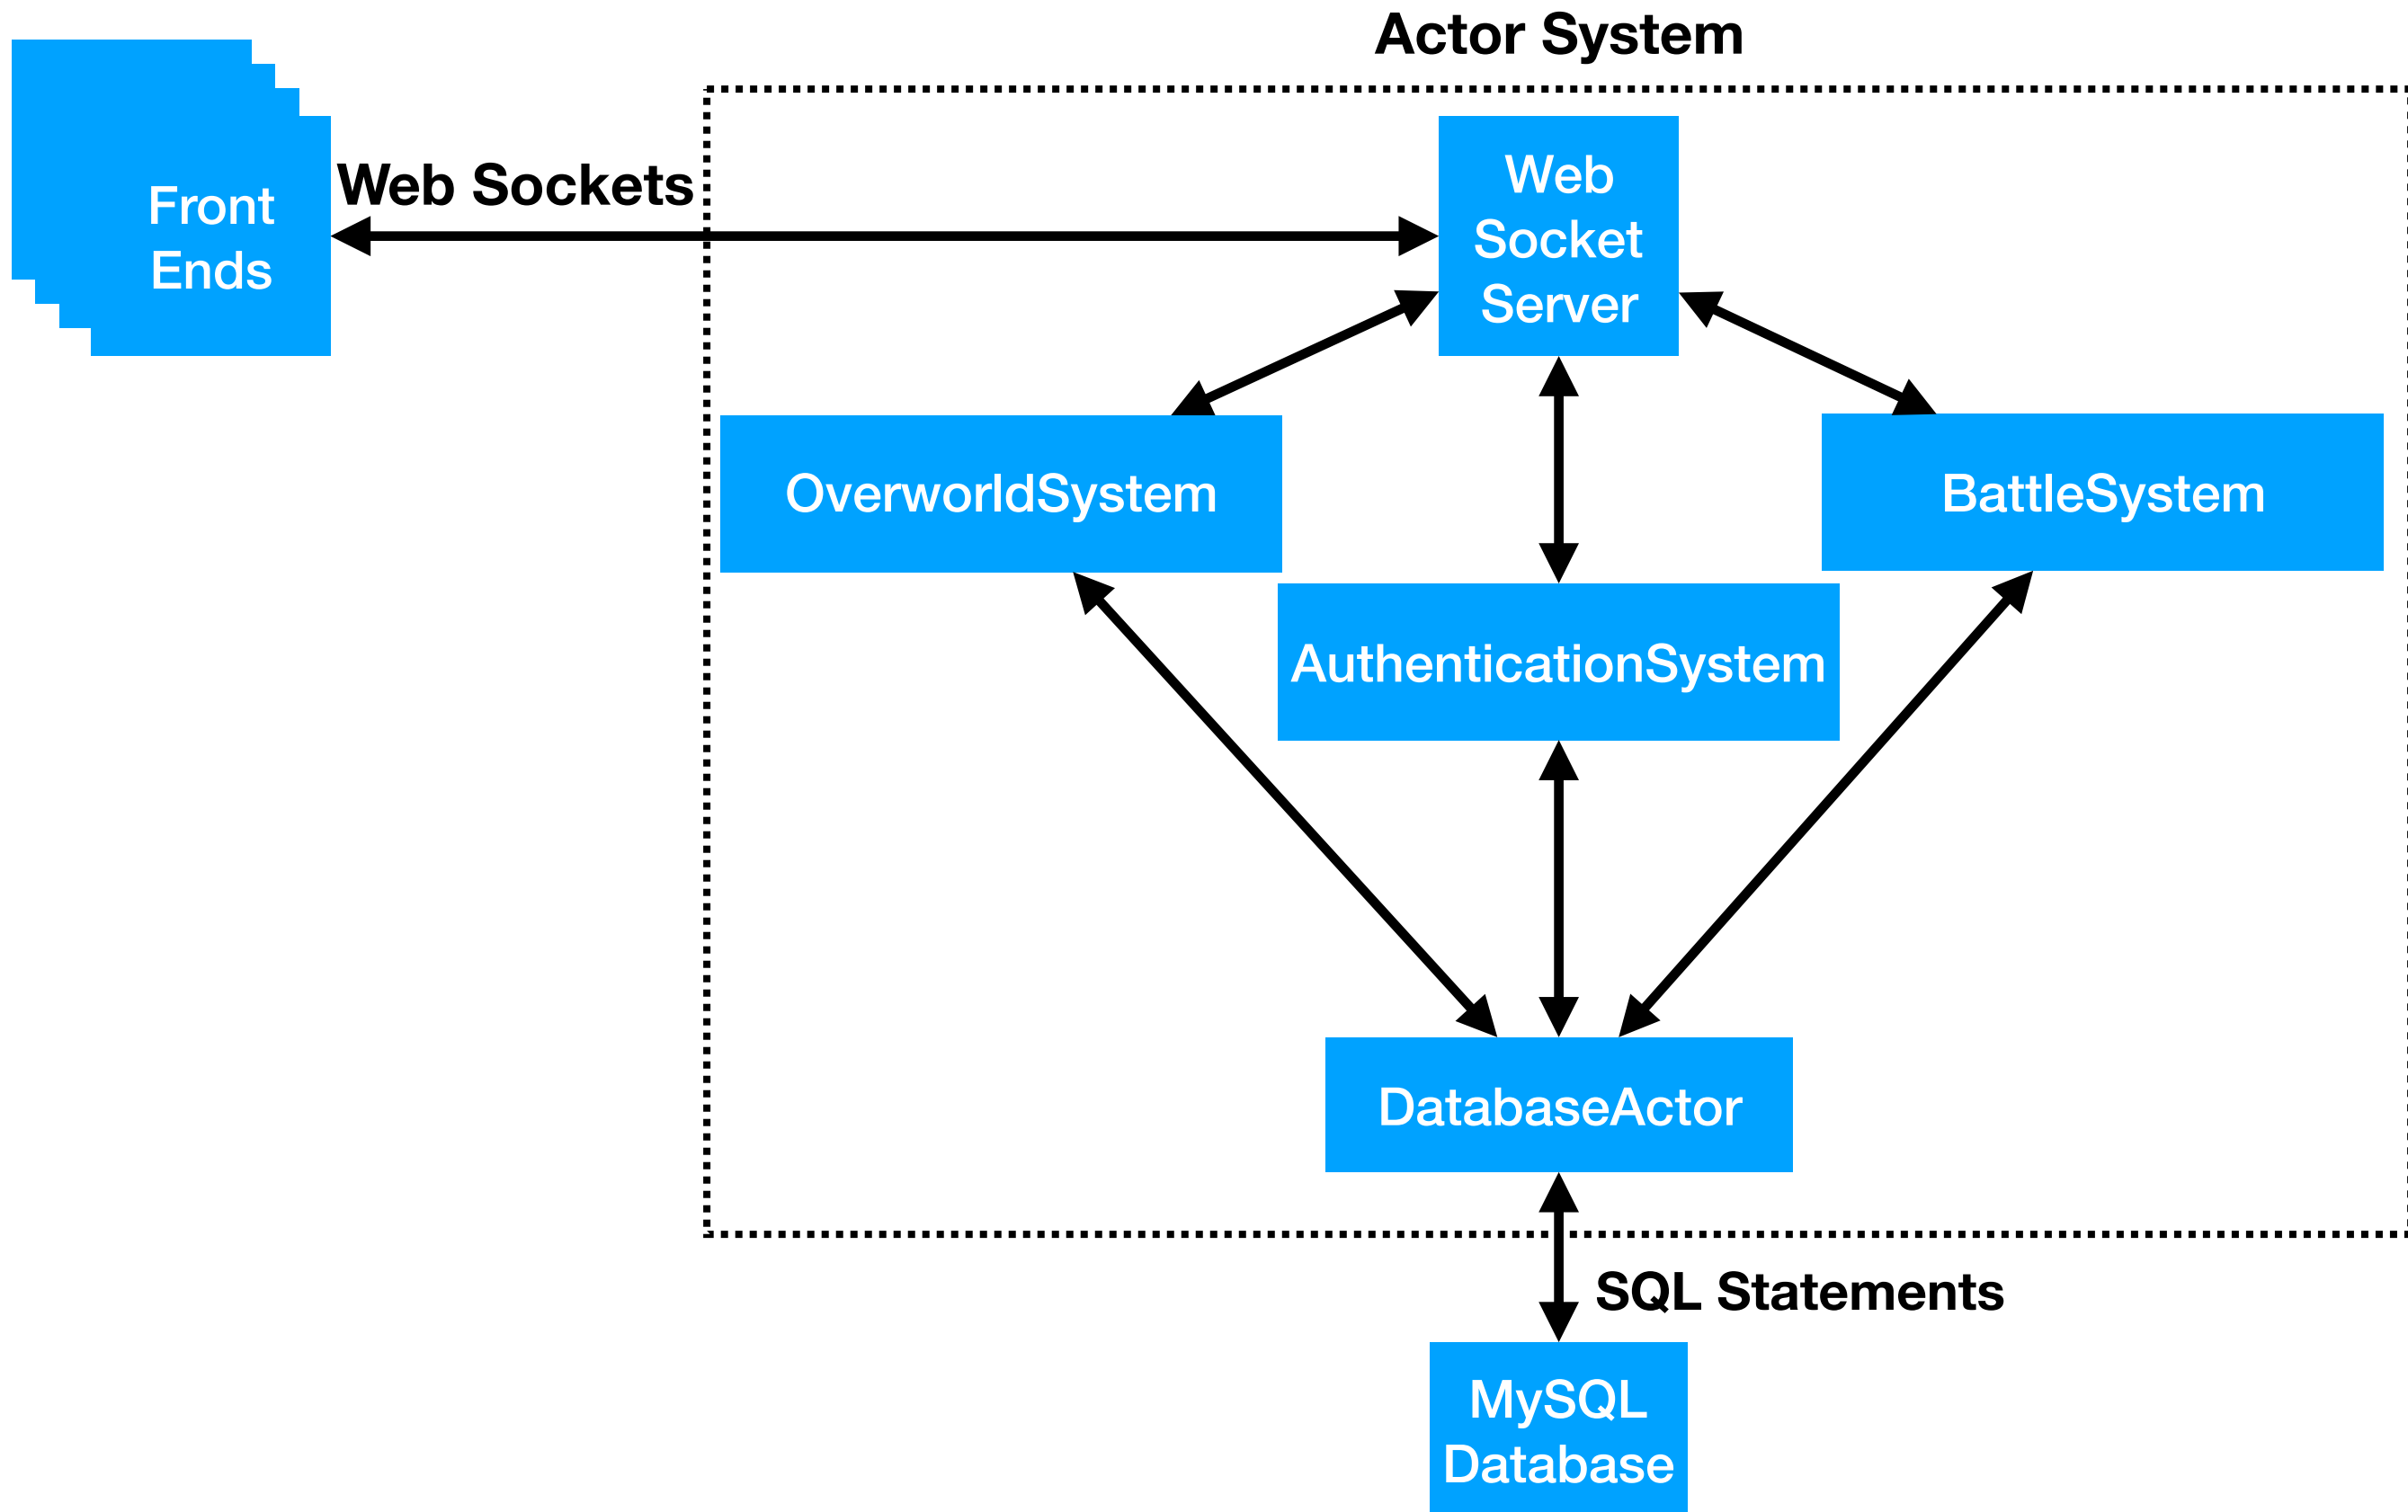 Actor System
Front
Ends
Web Sockets
Web
Socket
Server
OverworldSystem
BattleSystem
AuthenticationSystem
DatabaseActor
SQL Statements
MySQL
Database